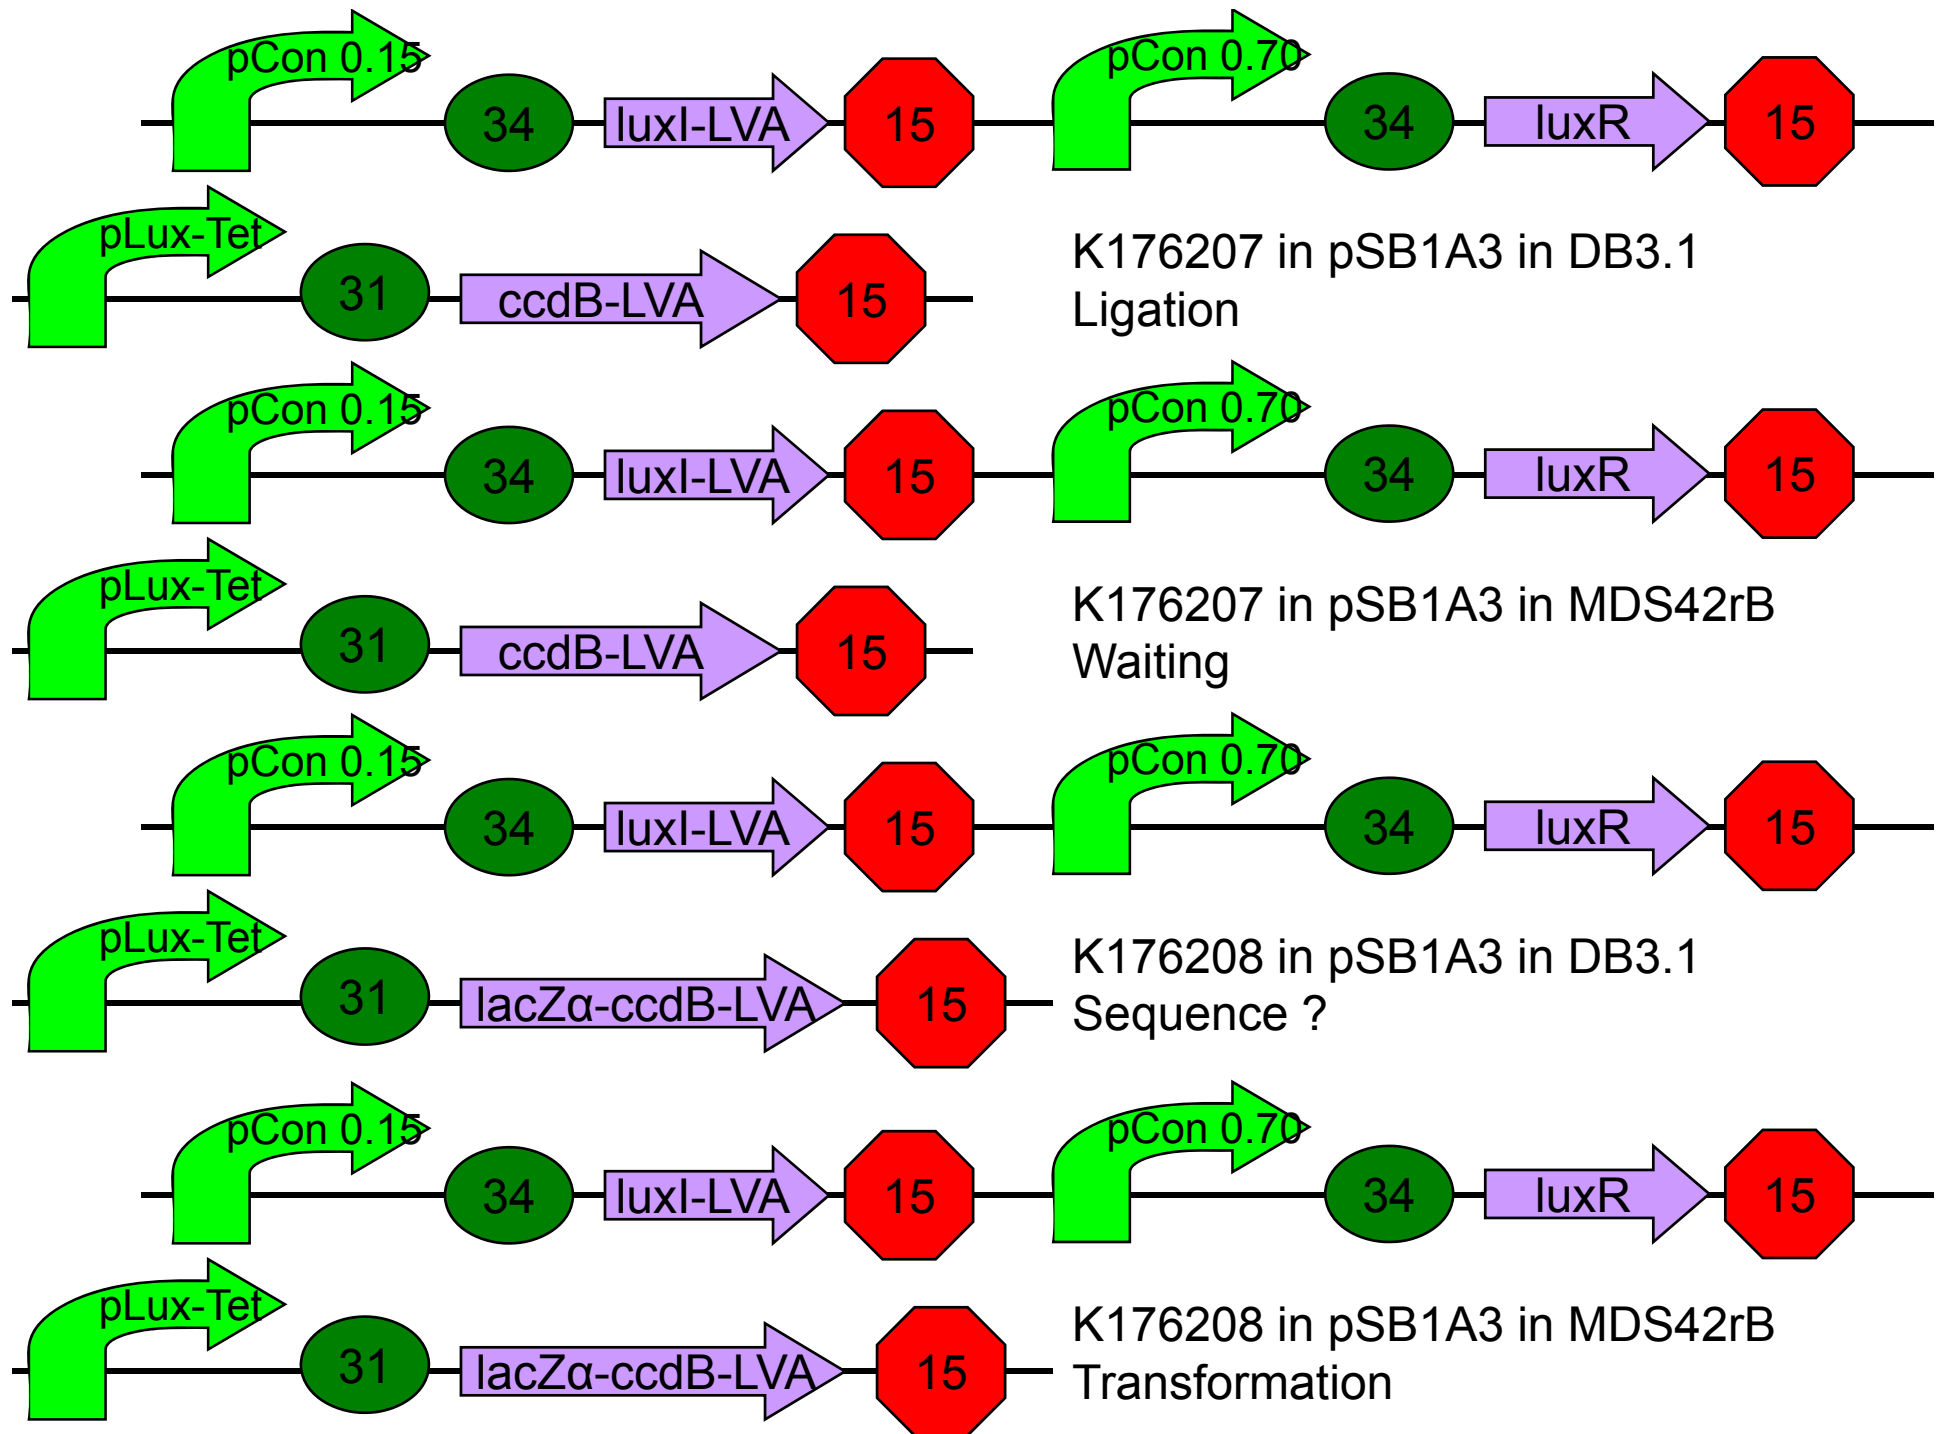 pCon 0.15 34 luxI-LVA 15 pCon 0.70 34 luxR 15
pLux-Tet 31 ccdB-LVA 15 K176207 in pSB1A3 in DB3.1
Ligation
pCon 0.15 34 luxI-LVA 15 pCon 0.70 34 luxR 15
pLux-Tet 31 ccdB-LVA 15 K176207 in pSB1A3 in MDS42rB
Waiting
pCon 0.15 34 luxI-LVA 15 pCon 0.70 34 luxR 15
pLux-Tet 31 lacZα-ccdB-LVA 15 K176208 in pSB1A3 in DB3.1
Sequence ?
pCon 0.15 34 luxI-LVA 15 pCon 0.70 34 luxR 15
pLux-Tet 31 lacZα-ccdB-LVA 15 K176208 in pSB1A3 in MDS42rB
Transformation